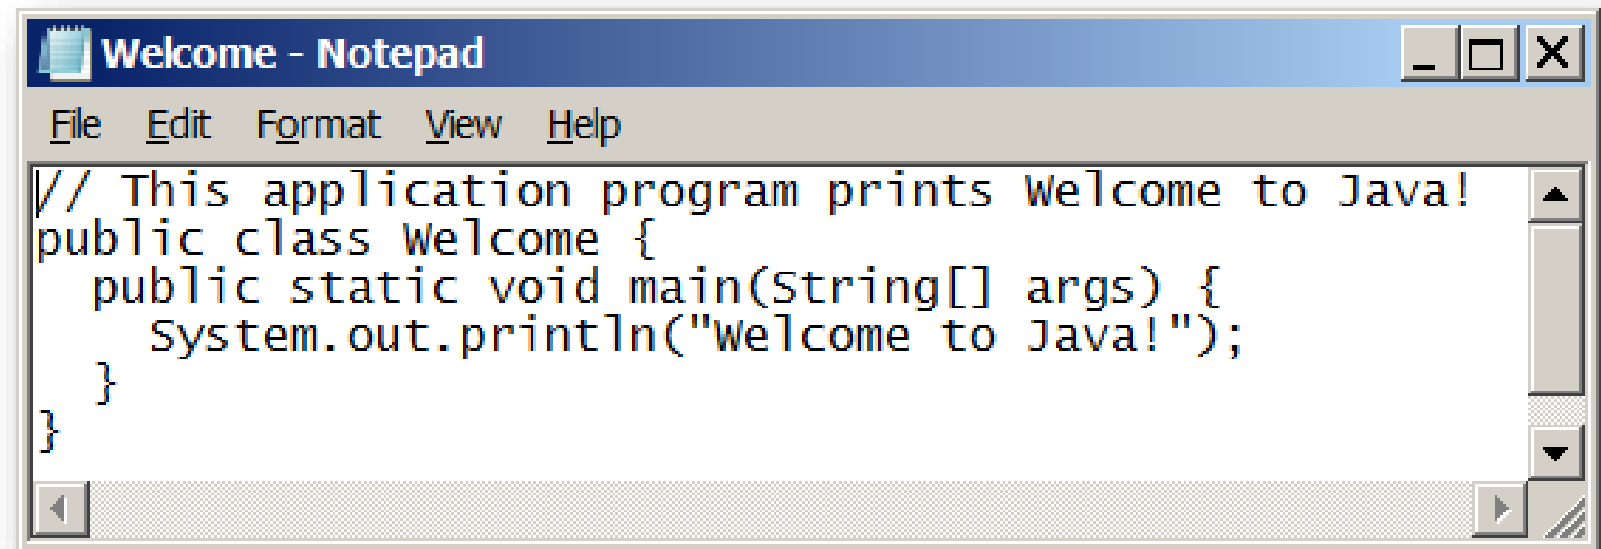 Welcome - Notepad
File Edit Format View Help
// This application program prints Welcome to Java!
public class Welcome {
  public static void main(String[] args) {
    System.out.println("Welcome to Java!");
  }
}